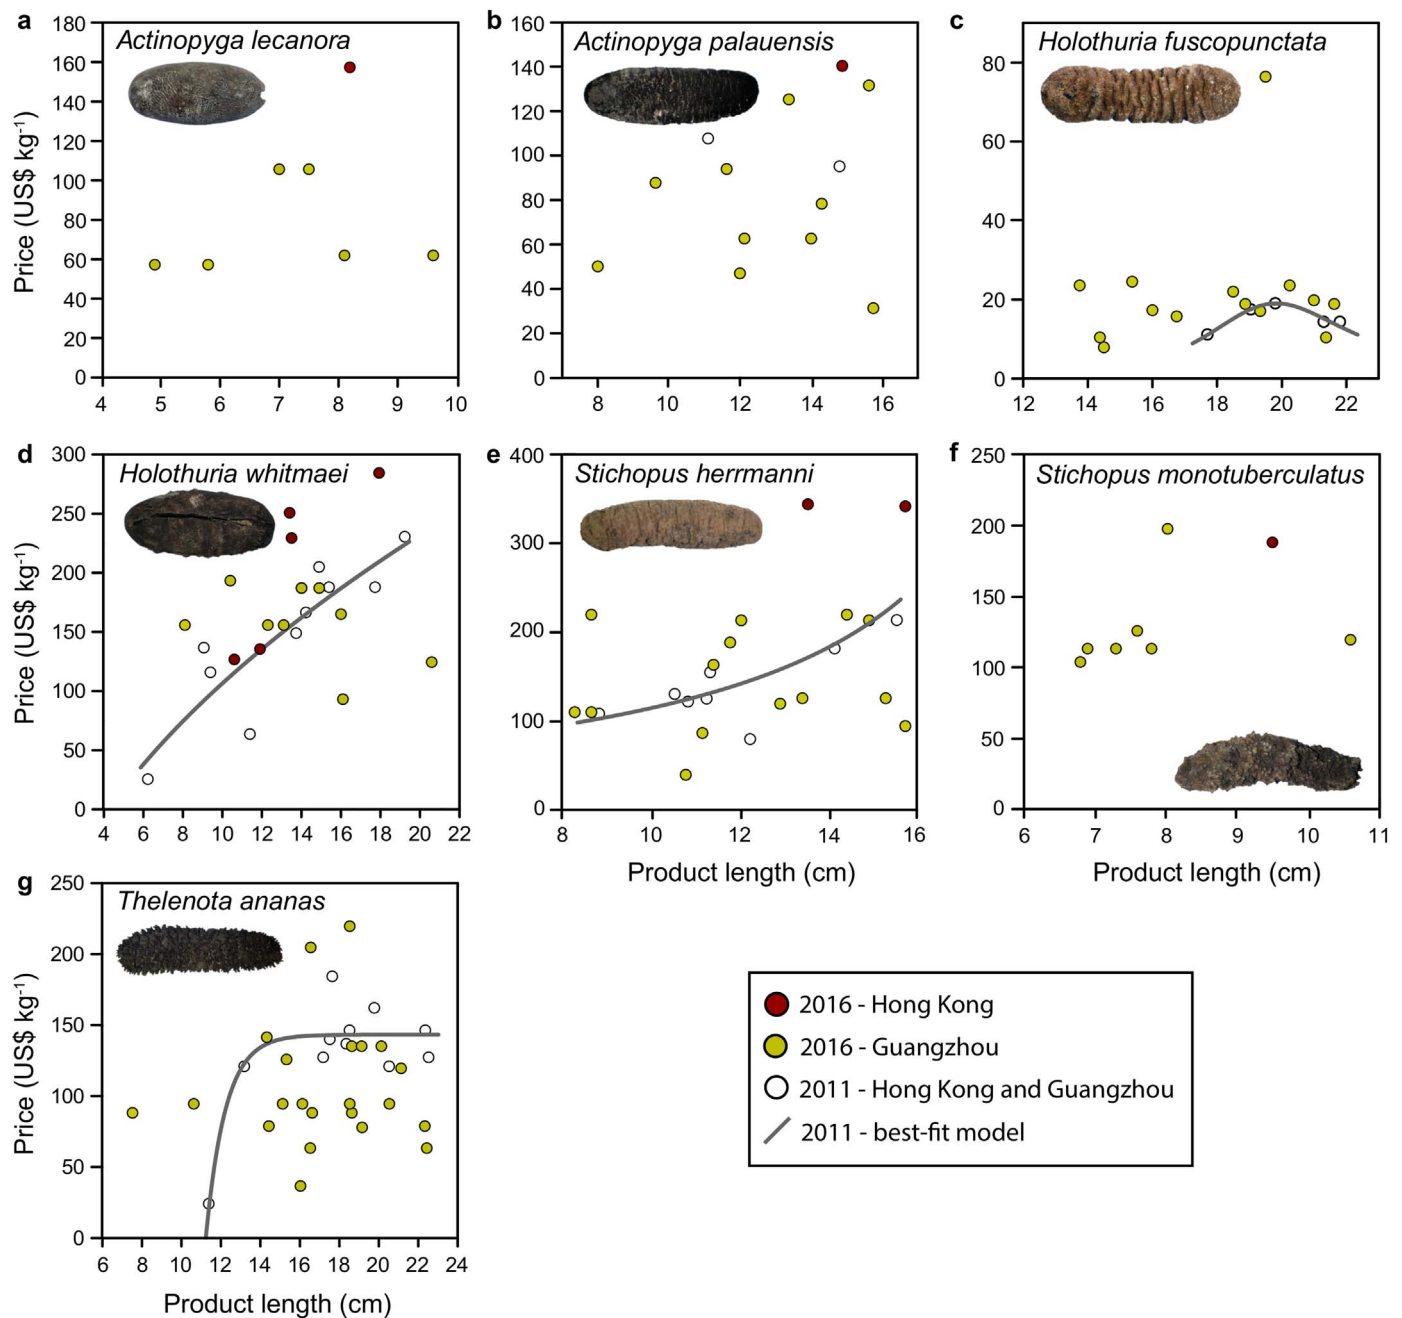 a
Actinopyga lecanora
180
160
140
120
100
80
60
40
20
0
4 5 6 7 8 9 10
Price (US$ kg⁻¹)
b
Actinopyga palauensis
160
140
120
100
80
60
40
20
0
8 10 12 14 16
c
Holothuria fuscopunctata
80
60
40
20
0
12 14 16 18 20 22
d
Holothuria whitmaei
300
250
200
150
100
50
0
4 6 8 10 12 14 16 18 20 22
Price (US$ kg⁻¹)
e
Stichopus herrmanni
400
300
200
100
0
8 10 12 14 16
Product length (cm)
f
Stichopus monotuberculatus
250
200
150
100
50
0
6 7 8 9 10 11
Product length (cm)
g
Thelenota ananas
250
200
150
100
50
0
6 8 10 12 14 16 18 20 22 24
Price (US$ kg⁻¹)
Product length (cm)
2016 - Hong Kong
2016 - Guangzhou
2011 - Hong Kong and Guangzhou
2011 - best-fit model